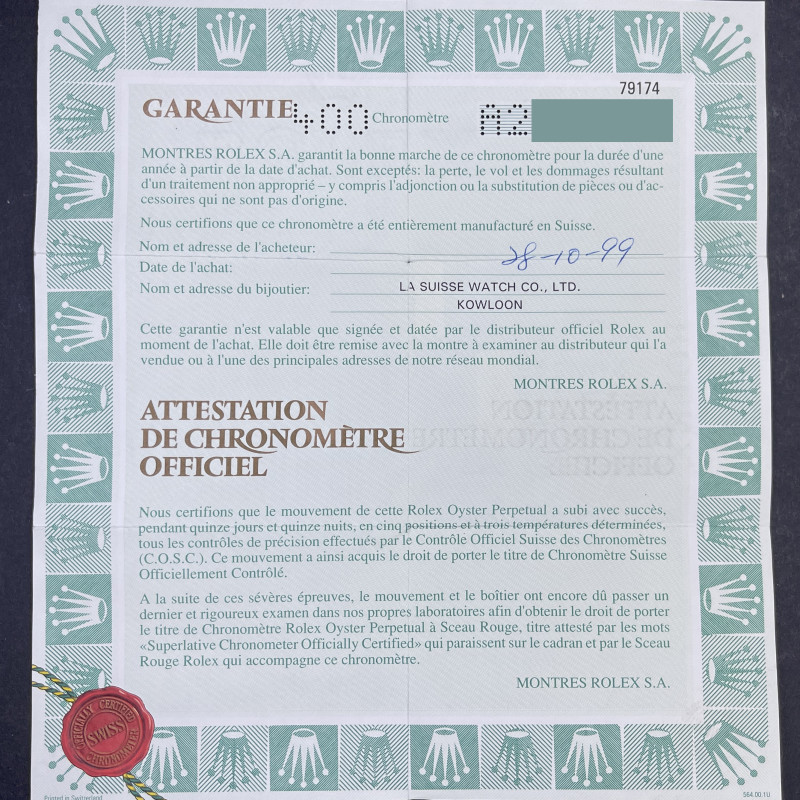 79174
GARANTIE 400 Chronomètre A2
MONTRES ROLEX S.A. garantit la bonne marche de ce chronomètre pour la durée d'une
année à partir de la date d'achat. Sont exceptés: la perte, le vol et les dommages résultant
d'un traitement non approprié – y compris l'adjonction ou la substitution de pièces ou d'ac-
cessoires qui ne sont pas d'origine.
Nous certifions que ce chronomètre a été entièrement manufacturé en Suisse.
Nom et adresse de l'acheteur:
Date de l'achat: 28-10-99
Nom et adresse du bijoutier: LA SUISSE WATCH CO., LTD.
KOWLOON
Cette garantie n'est valable que signée et datée par le distributeur officiel Rolex au
moment de l'achat. Elle doit être remise avec la montre à examiner au distributeur qui l'a
vendue ou à l'une des principales adresses de notre réseau mondial.
MONTRES ROLEX S.A.
ATTESTATION
DE CHRONOMÈTRE
OFFICIEL
Nous certifions que le mouvement de cette Rolex Oyster Perpetual a subi avec succès,
pendant quinze jours et quinze nuits, en cinq positions et à trois températures déterminées,
tous les contrôles de précision effectués par le Contrôle Officiel Suisse des Chronomètres
(C.O.S.C.). Ce mouvement a ainsi acquis le droit de porter le titre de Chronomètre Suisse
Officiellement Contrôlé.
A la suite de ces sévères épreuves, le mouvement et le boîtier ont encore dû passer un
dernier et rigoureux examen dans nos propres laboratoires afin d'obtenir le droit de porter
le titre de Chronomètre Rolex Oyster Perpetual à Sceau Rouge, titre attesté par les mots
«Superlative Chronometer Officially Certified» qui paraissent sur le cadran et par le Sceau
Rouge Rolex qui accompagne ce chronomètre.
MONTRES ROLEX S.A.
OFFICIALLY CERTIFIED
SWISS
CHRONOMETER
Printed in Switzerland
564.00.1U